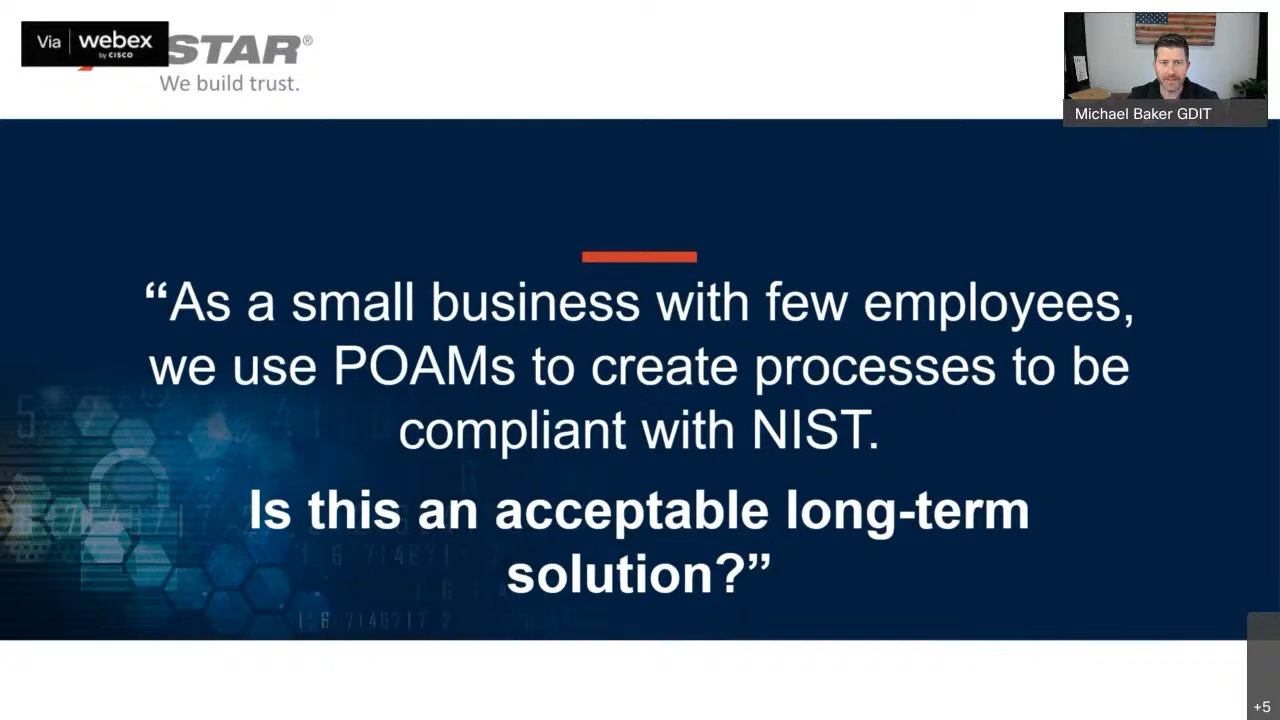 Via webex
by CISCO
STAR®
We build trust.
Michael Baker GDIT
“As a small business with few employees,
we use POAMs to create processes to be
compliant with NIST.
Is this an acceptable long-term
solution?”
+5